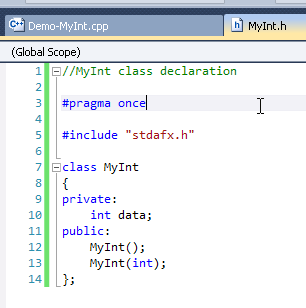 Demo-MyInt.cpp
MyInt.h
(Global Scope)
1 //MyInt class declaration
2
3 #pragma once
4
5 #include "stdafx.h"
6
7 class MyInt
8 {
9 private:
10 int data;
11 public:
12 MyInt();
13 MyInt(int);
14 };